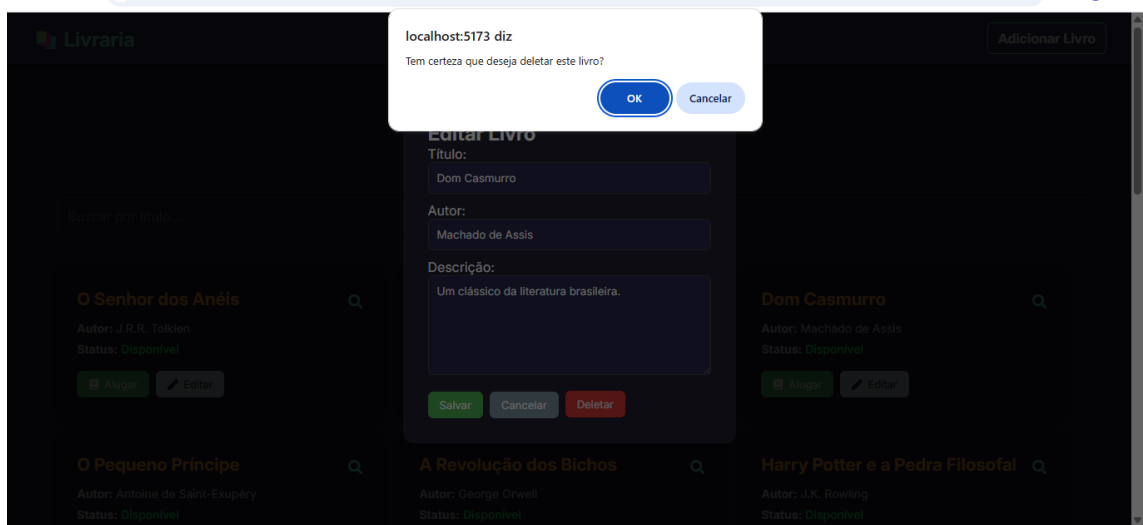 localhost:5173 diz
Tem certeza que deseja deletar este livro?
OK
Cancelar
Livraria
Adicionar Livro
Editar Livro
Título:
Dom Casmurro
Autor:
Machado de Assis
Descrição:
Um clássico da literatura brasileira.
Salvar
Cancelar
Deletar
Buscar por título...
O Senhor dos Anéis
Autor: J.R.R. Tolkien
Status: Disponível
Alugar
Editar
Dom Casmurro
Autor: Machado de Assis
Status: Disponível
Alugar
Editar
O Pequeno Príncipe
Autor: Antoine de Saint-Exupéry
Status: Disponível
A Revolução dos Bichos
Autor: George Orwell
Status: Disponível
Harry Potter e a Pedra Filosofal
Autor: J.K. Rowling
Status: Disponível